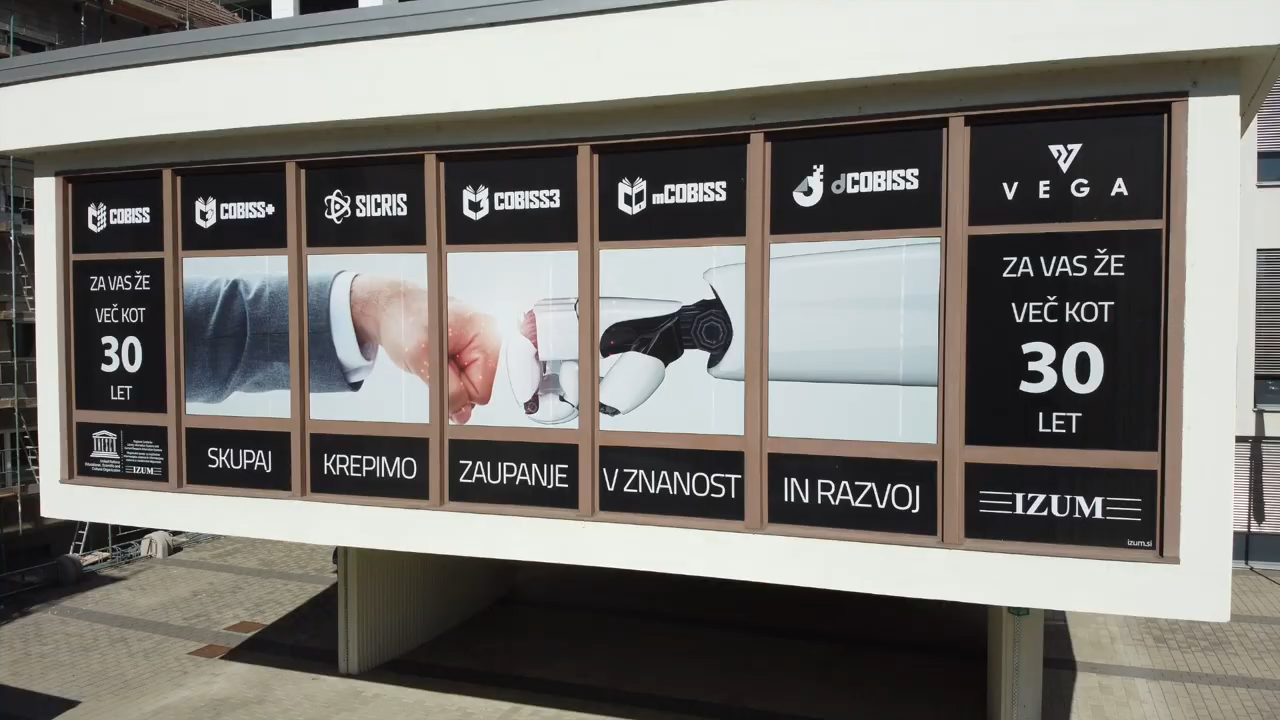 COBISS
COBISS+
SICRIS
COBISS3
mCOBISS
dCOBISS
VEGA
ZA VAS ŽE
VEČ KOT
30
LET
ZA VAS ŽE
VEČ KOT
30
LET
SKUPAJ
KREPIMO
ZAUPANJE
V ZNANOST
IN RAZVOJ
IZUM
IZUM
izum.si